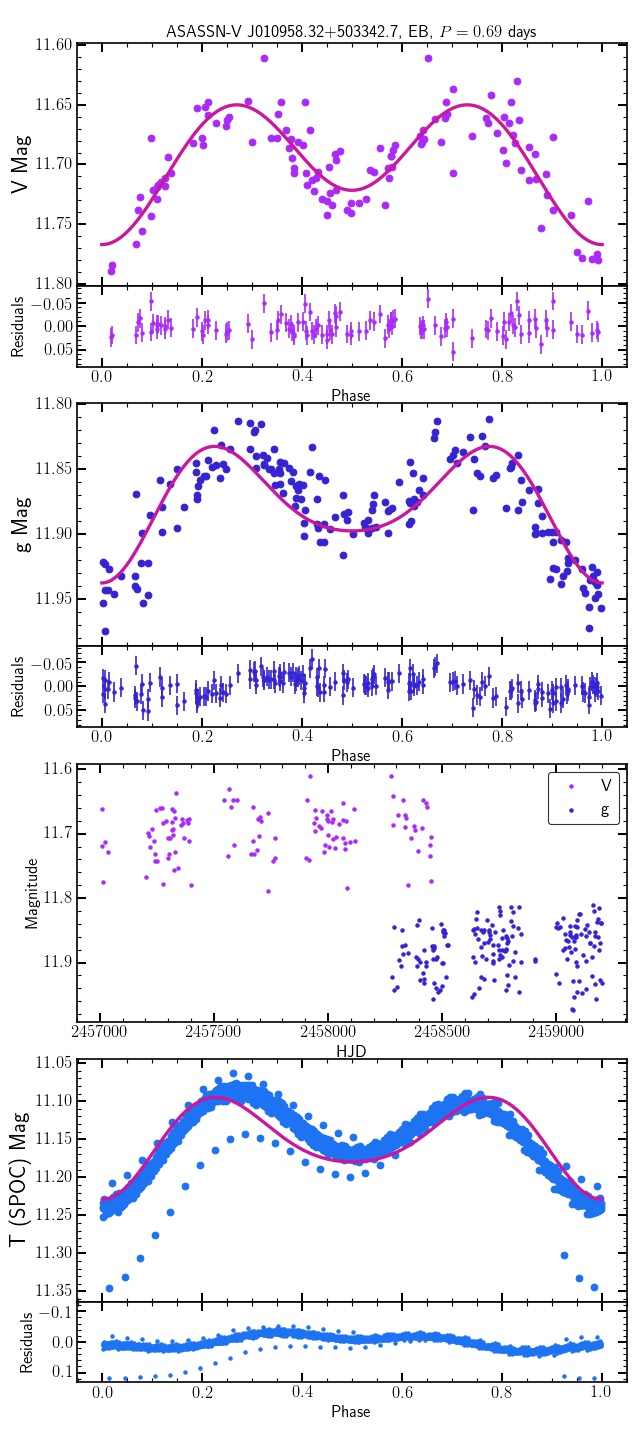 ASASSN-V J010958.32+503342.7, EB, P = 0.69 days
11.60
11.65
11.70
11.75
11.80
V Mag
−0.05
0.00
0.05
Residuals
0.0 0.2 0.4 0.6 0.8 1.0
Phase
11.80
11.85
11.90
11.95
g Mag
−0.05
0.00
0.05
Residuals
0.0 0.2 0.4 0.6 0.8 1.0
Phase
11.6
11.7
11.8
11.9
Magnitude
V
g
2457000 2457500 2458000 2458500 2459000
HJD
11.05
11.10
11.15
11.20
11.25
11.30
11.35
T (SPOC) Mag
−0.1
0.0
0.1
Residuals
0.0 0.2 0.4 0.6 0.8 1.0
Phase